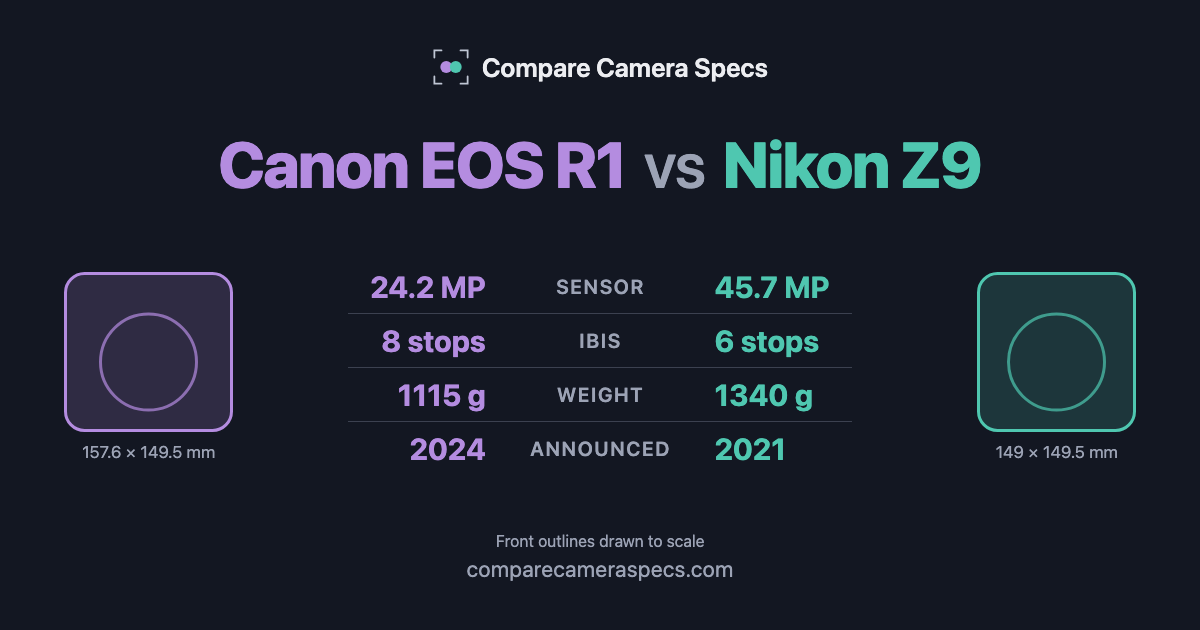 Compare Camera Specs
Canon EOS R1 vs Nikon Z9
24.2 MP SENSOR 45.7 MP
8 stops IBIS 6 stops
1115 g WEIGHT 1340 g
2024 ANNOUNCED 2021
157.6 × 149.5 mm
149 × 149.5 mm
Front outlines drawn to scale
comparecameraspecs.com